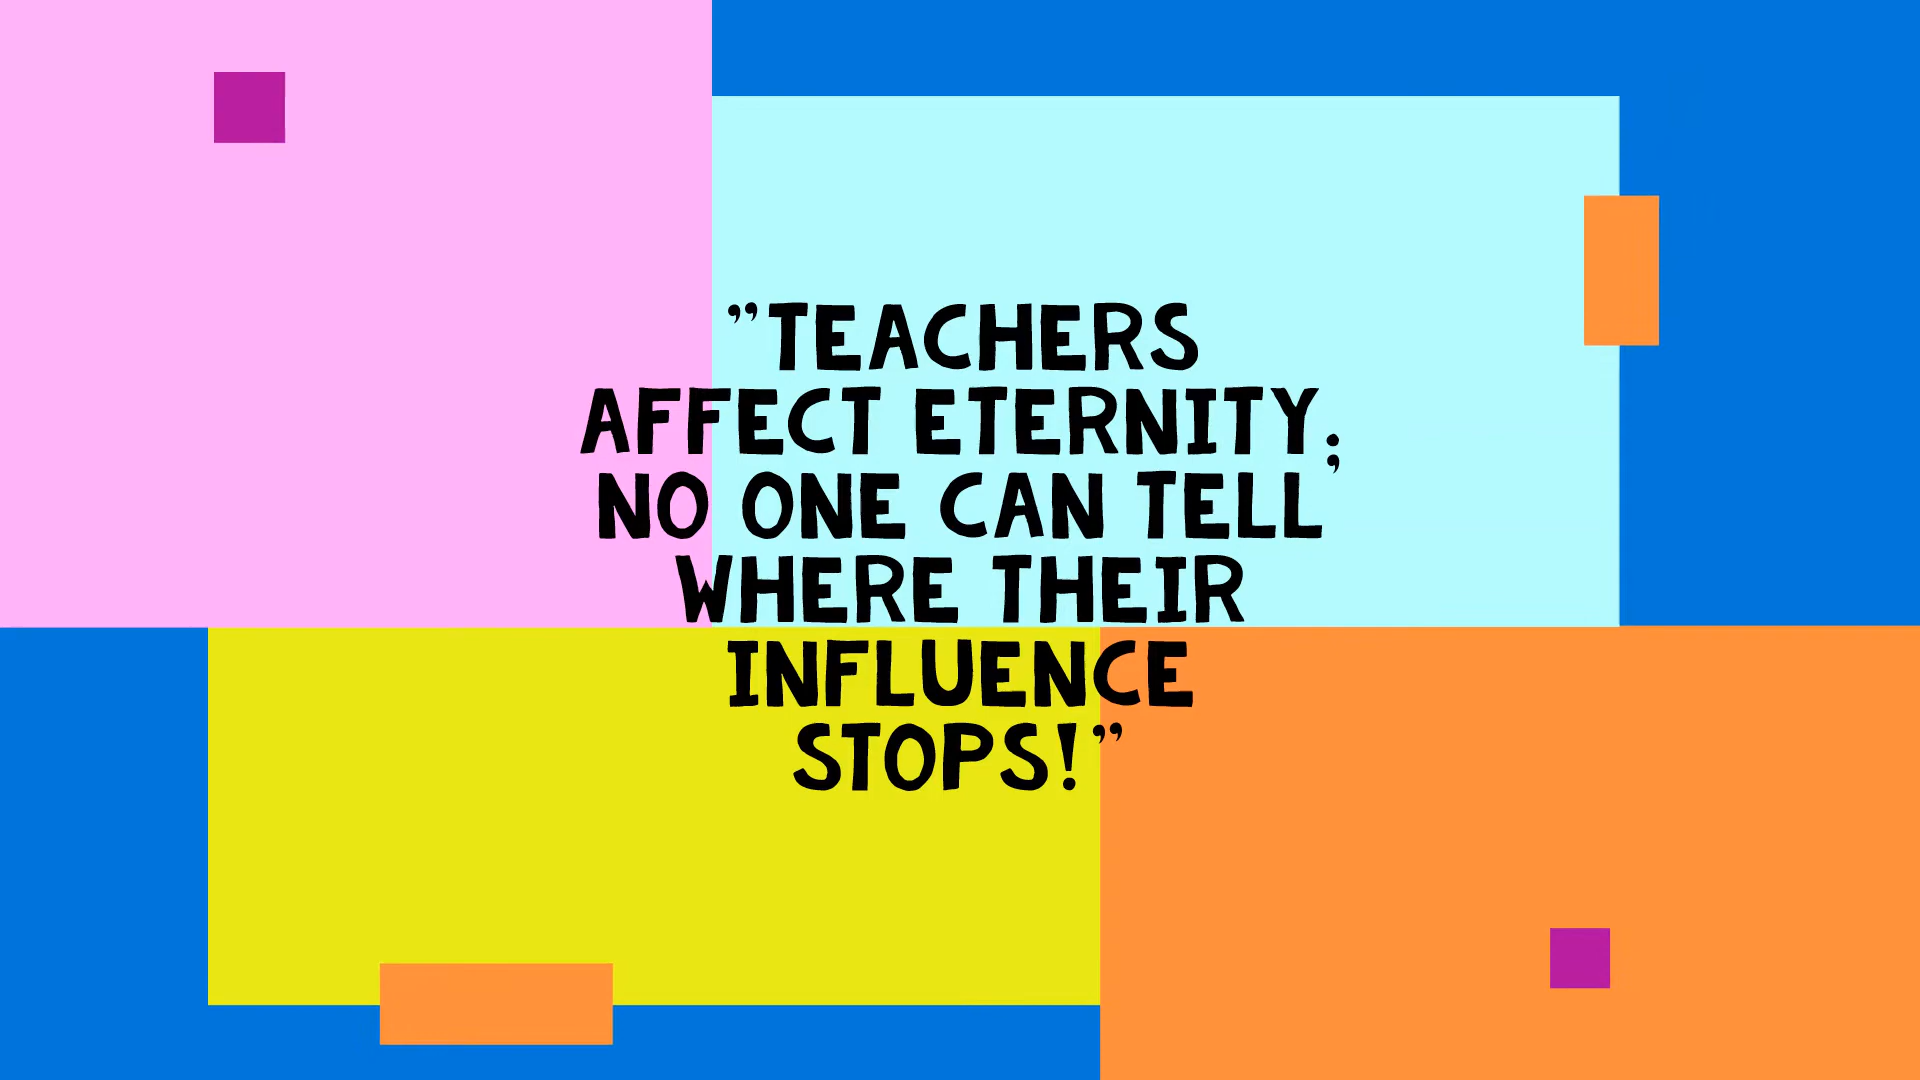 ”TEACHERS
AFFECT ETERNITY;
NO ONE CAN TELL
WHERE THEIR
INFLUENCE
STOPS!”